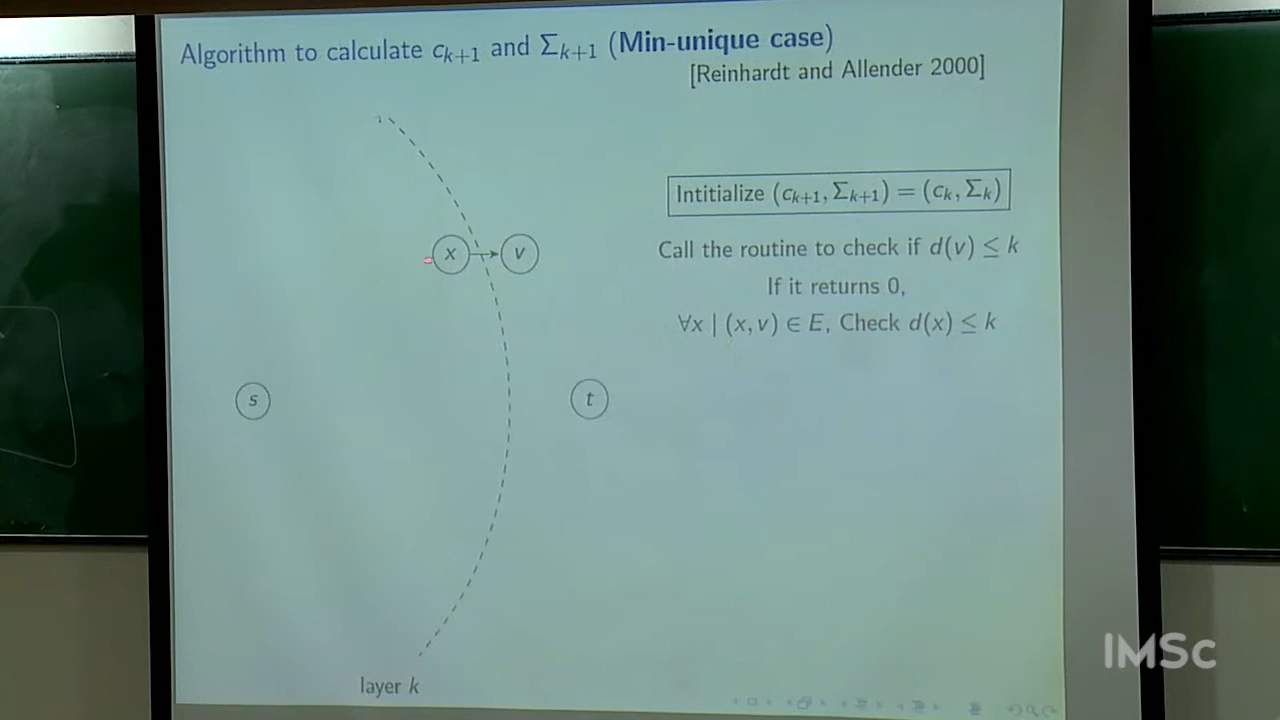 Algorithm to calculate c_{k+1} and Σ_{k+1} (Min-unique case)
[Reinhardt and Allender 2000]
Intitialize (c_{k+1}, Σ_{k+1}) = (c_k, Σ_k)
Call the routine to check if d(v) ≤ k
If it returns 0,
∀x | (x, v) ∈ E, Check d(x) ≤ k
x
v
s
t
layer k
IMSc